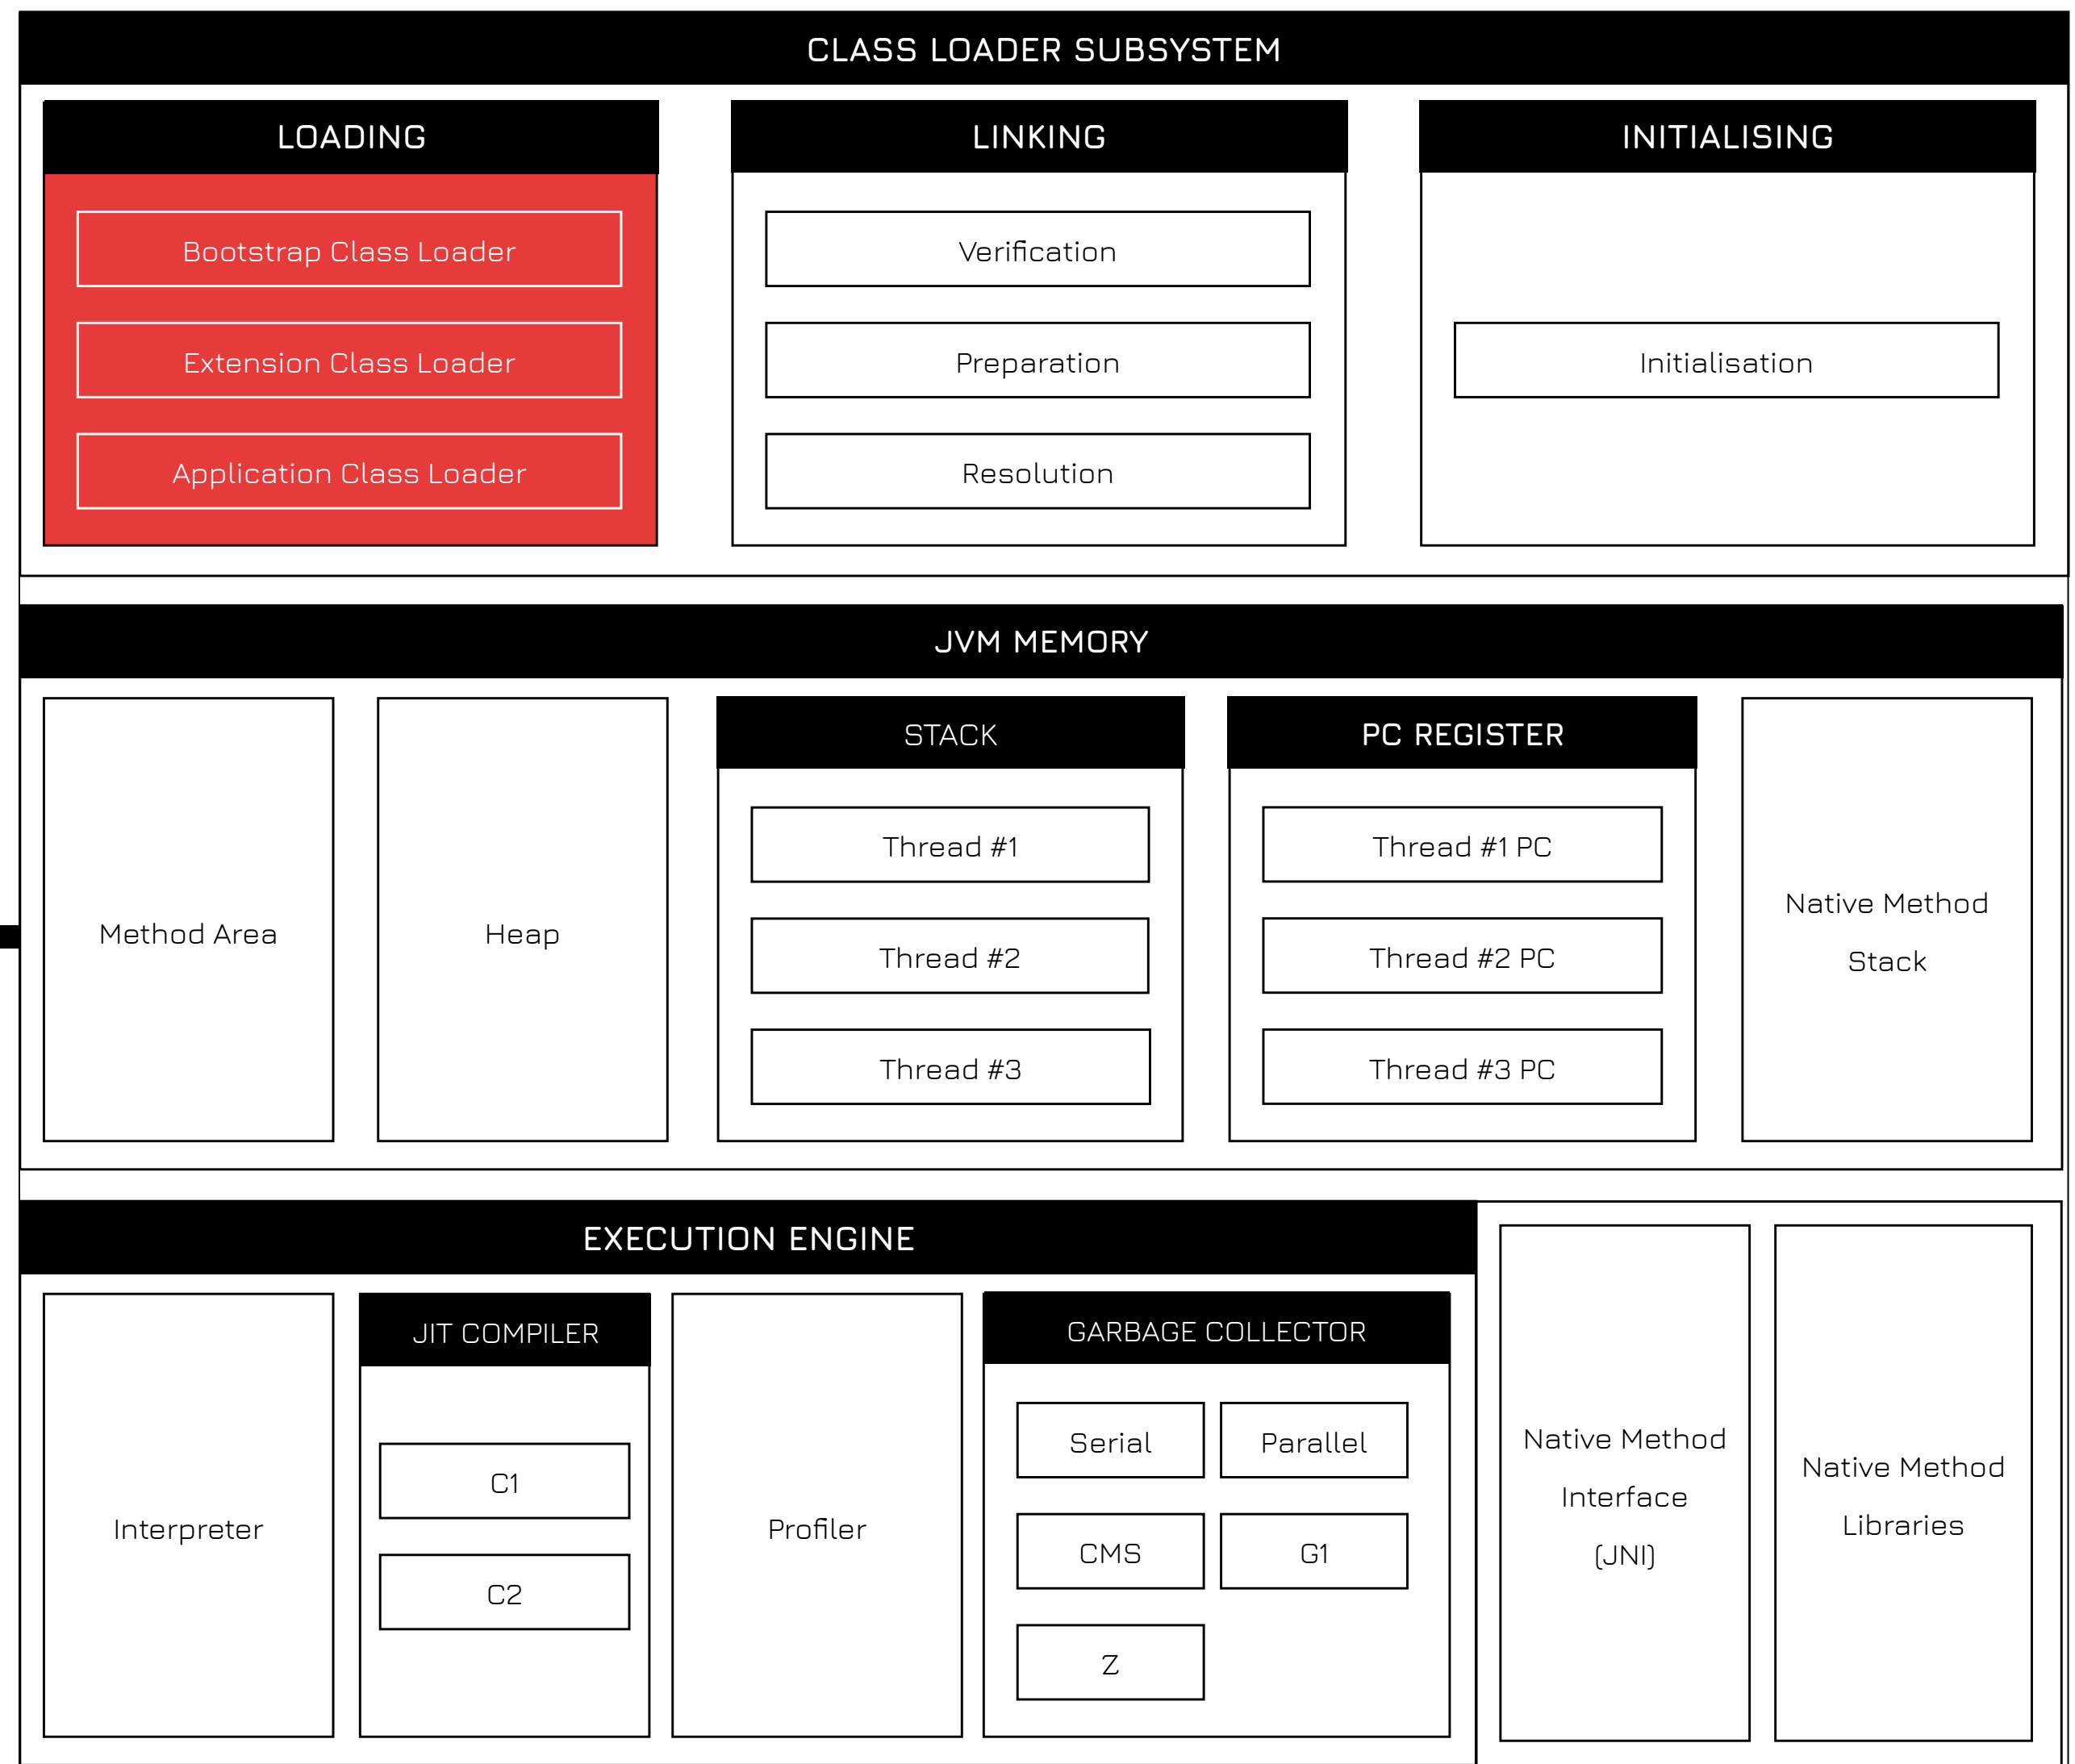 CLASS LOADER SUBSYSTEM
LOADING
Bootstrap Class Loader
Extension Class Loader
Application Class Loader
LINKING
Verification
Preparation
Resolution
INITIALISING
Initialisation
JVM MEMORY
Method Area
Heap
STACK
Thread #1
Thread #2
Thread #3
PC REGISTER
Thread #1 PC
Thread #2 PC
Thread #3 PC
Native Method
Stack
EXECUTION ENGINE
Interpreter
JIT COMPILER
C1
C2
Profiler
GARBAGE COLLECTOR
Serial
Parallel
CMS
G1
Z
Native Method
Interface
(JNI)
Native Method
Libraries